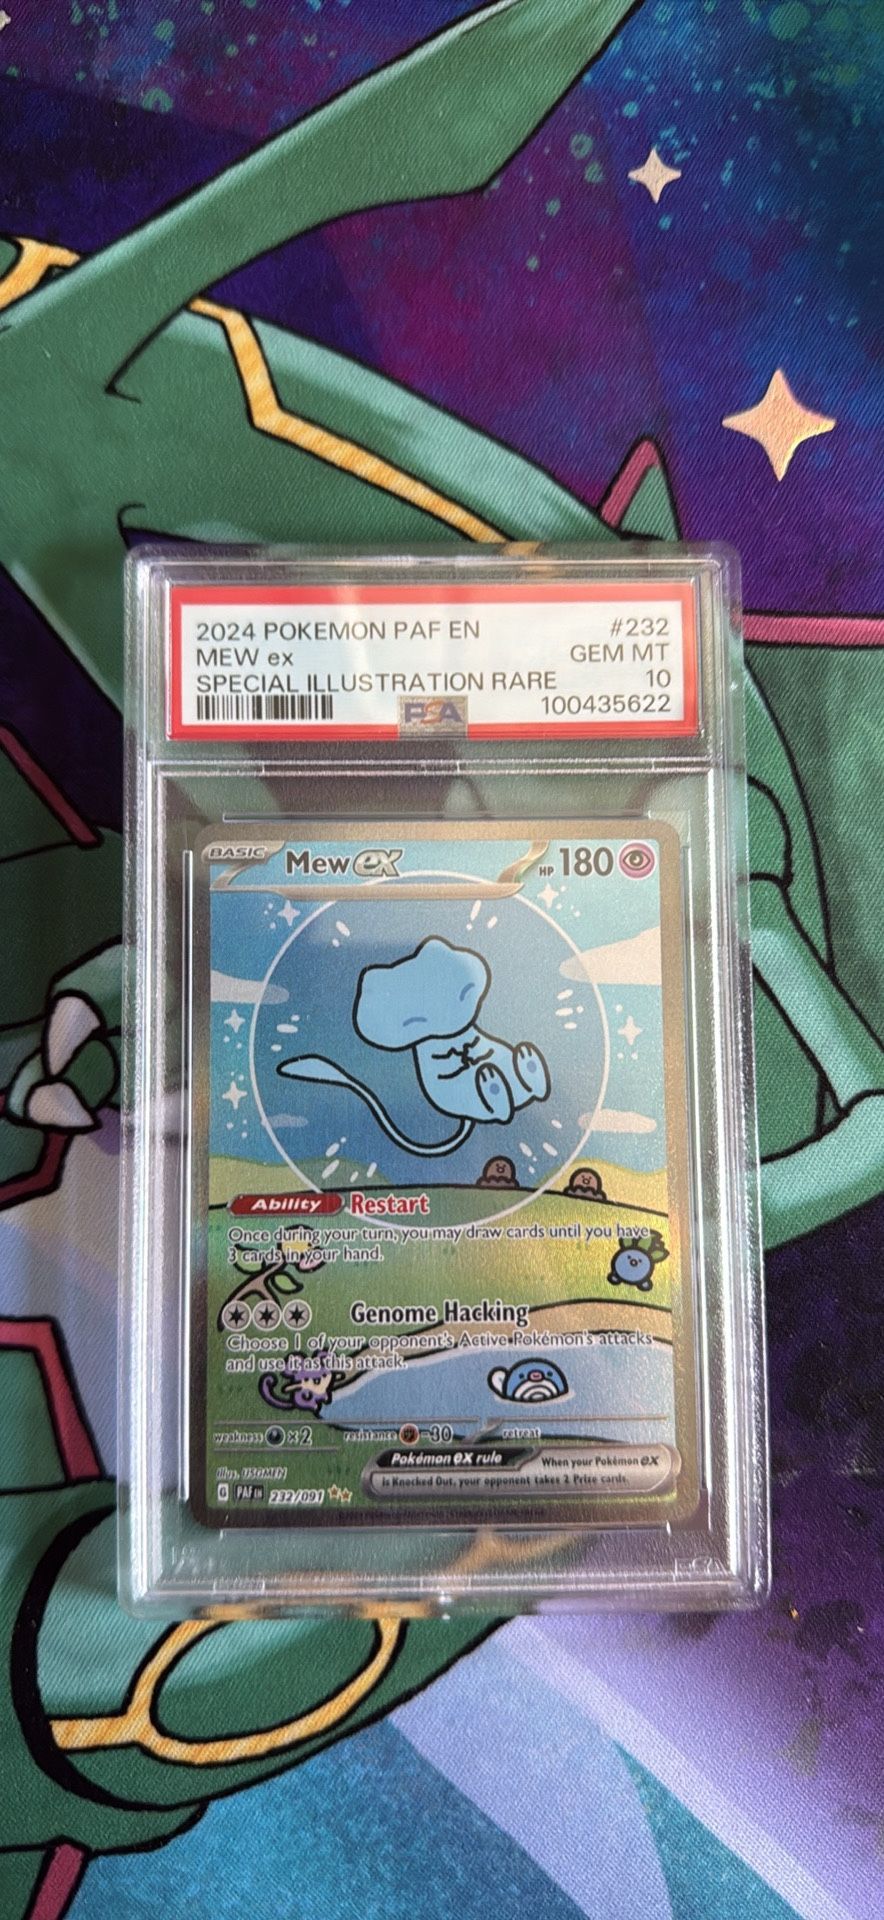 2024 POKEMON PAF EN #232
MEW ex GEM MT
SPECIAL ILLUSTRATION RARE 10
PSA 100435622
BASIC Mew ex HP 180
Ability Restart
Once during your turn, you may draw cards until you have
3 cards in your hand.
Genome Hacking
Choose 1 of your opponent's Active Pokémon's attacks
and use it as this attack.
weakness ×2 resistance -30 retreat
Pokémon ex rule When your Pokémon ex
is Knocked Out, your opponent takes 2 Prize cards.
Illus. USGMEN
G PAF EN 232/091